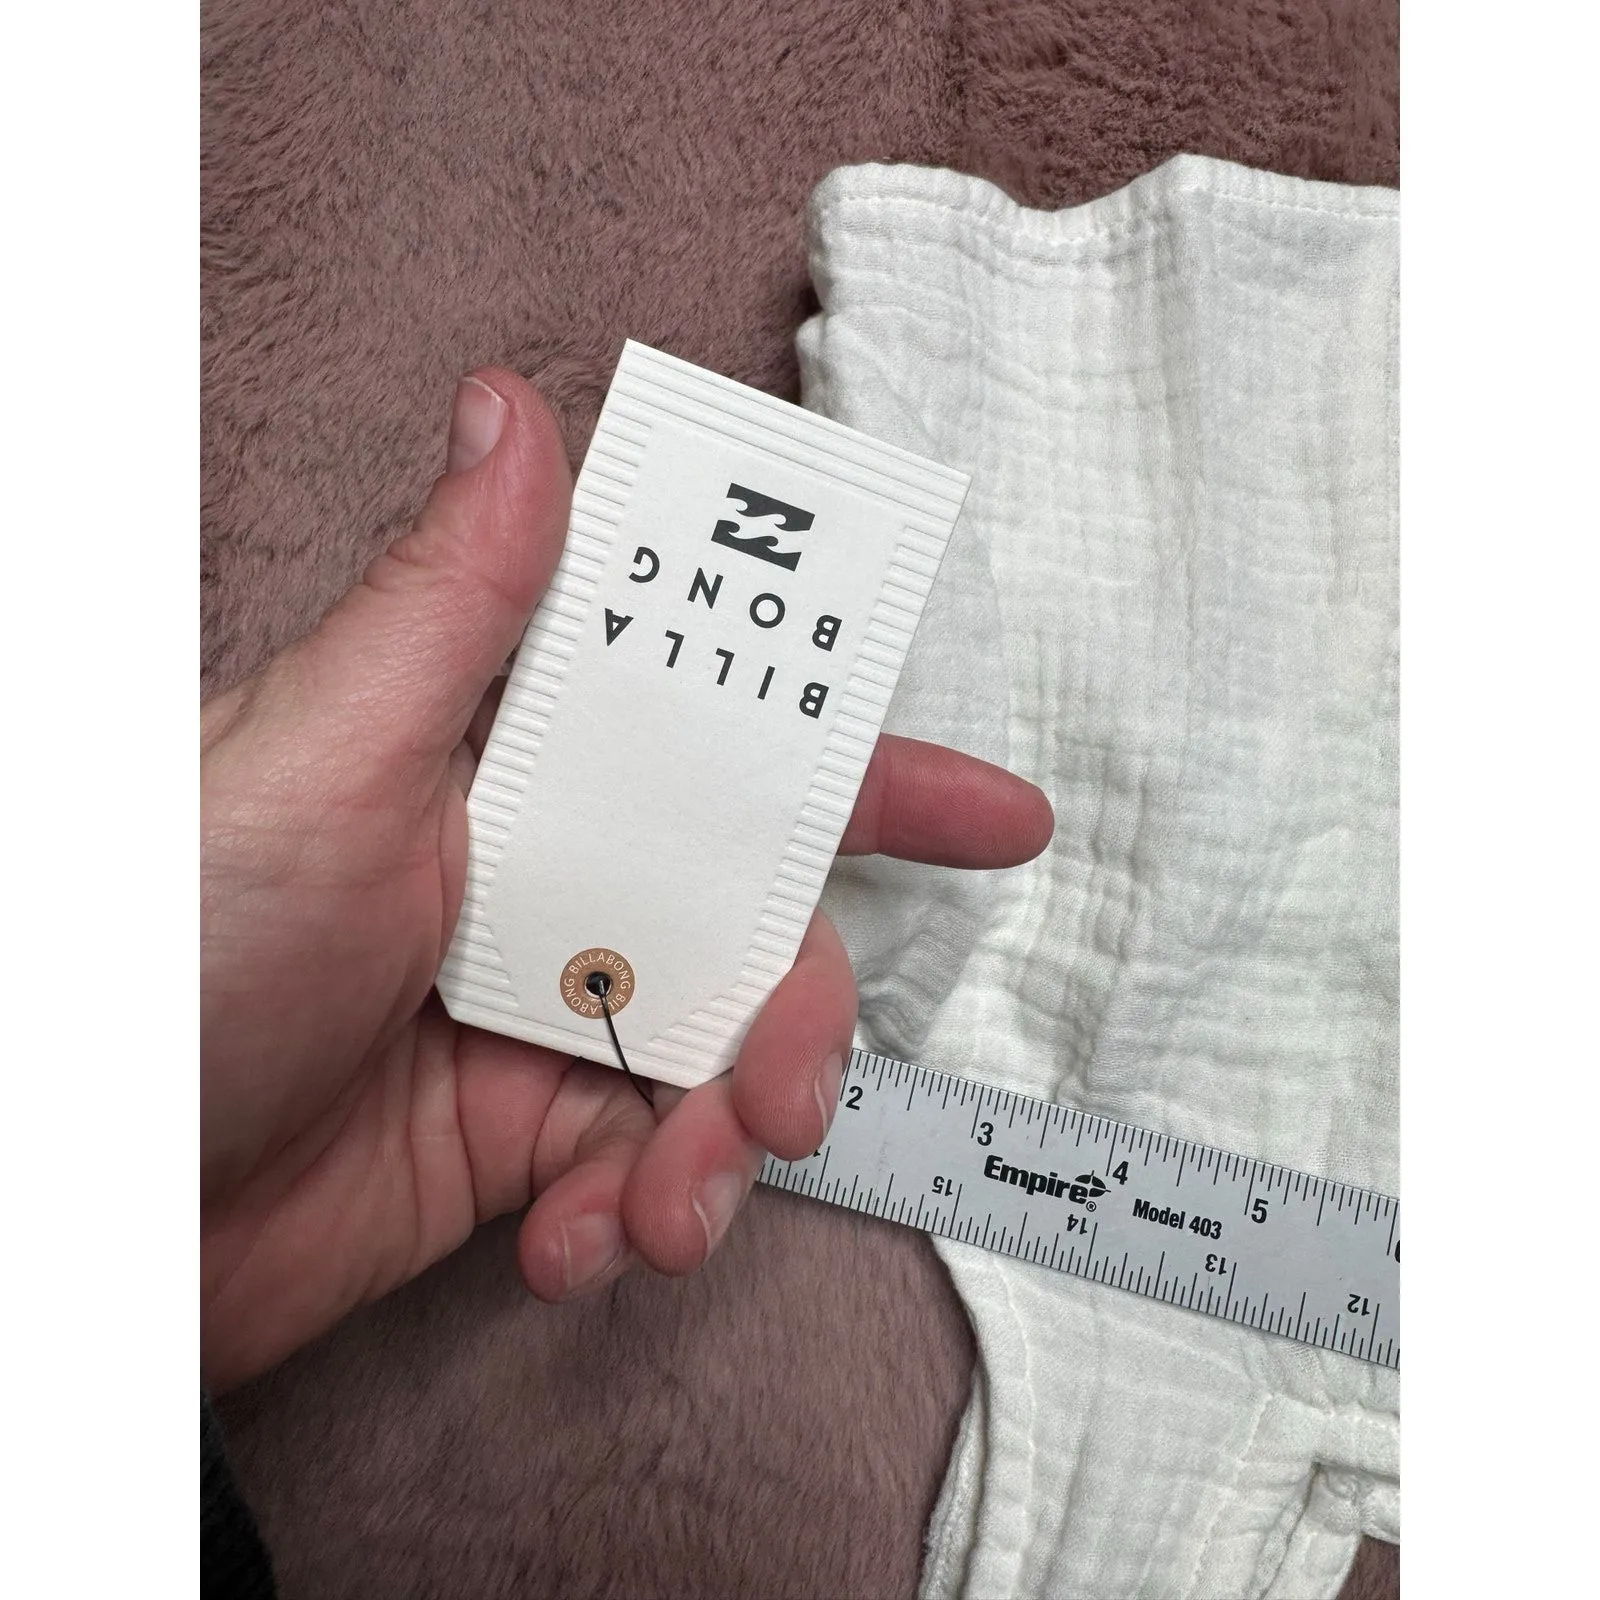 BILLA
BONG
BILLABONG BILLABONG
2 3 4 5
Empire®
Model 403
15 14 13 12